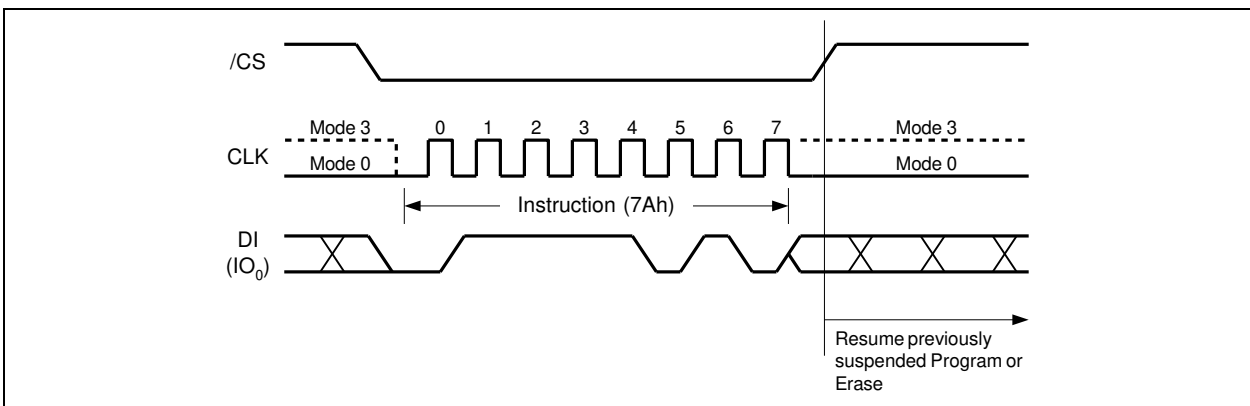 /CS
Mode 3 0 1 2 3 4 5 6 7 Mode 3
CLK
Mode 0 Mode 0
Instruction (7Ah)
DI
(IO0)
Resume previously
suspended Program or
Erase